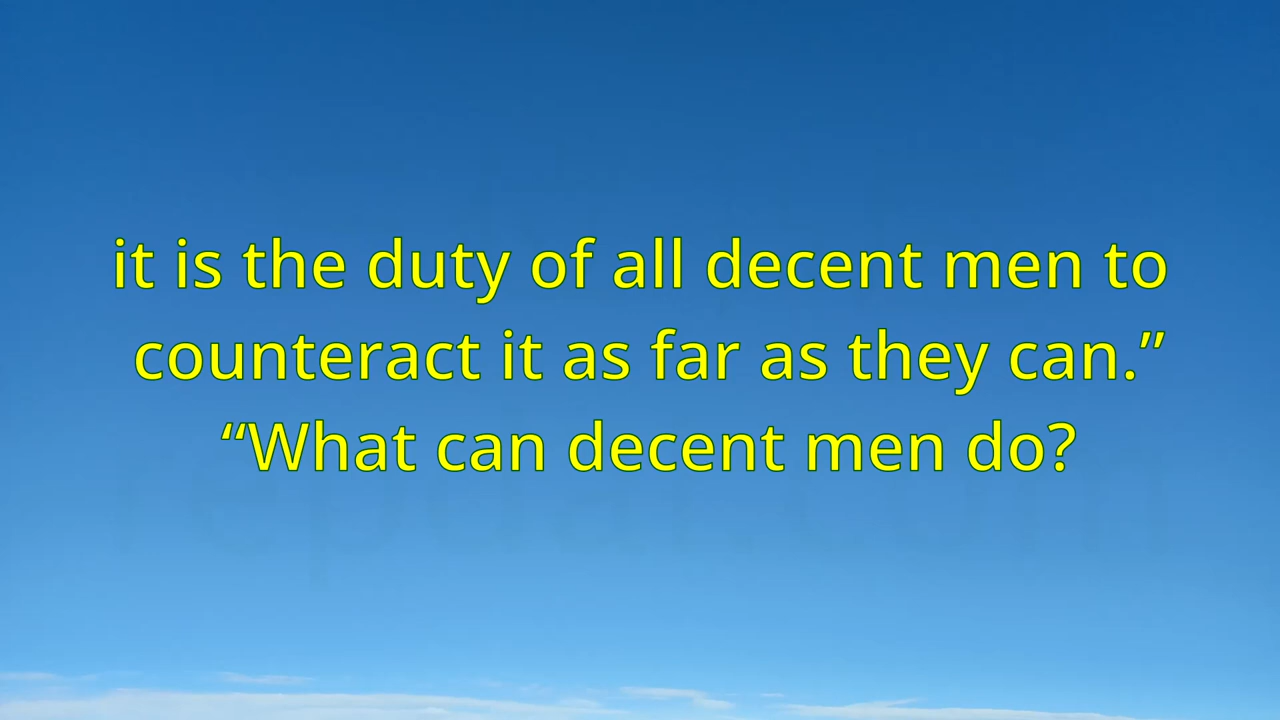 it is the duty of all decent men to
counteract it as far as they can.”
“What can decent men do?